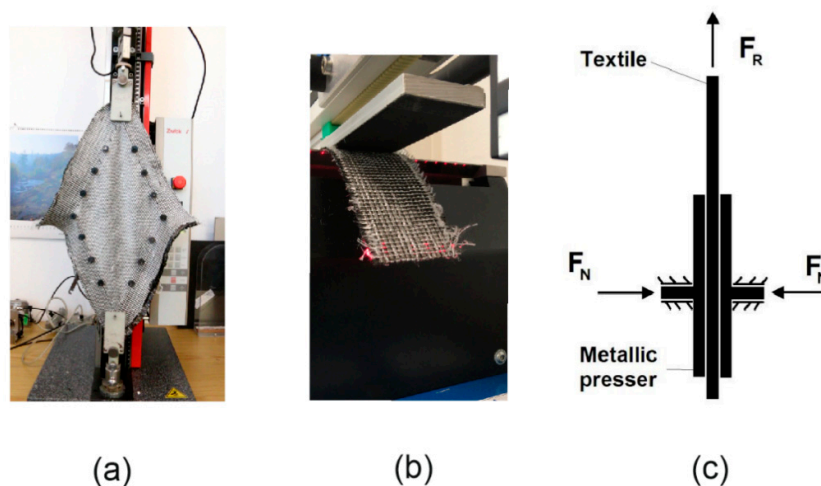 Textile
F_R
F_N
Metallic
presser
(a)
(b)
(c)